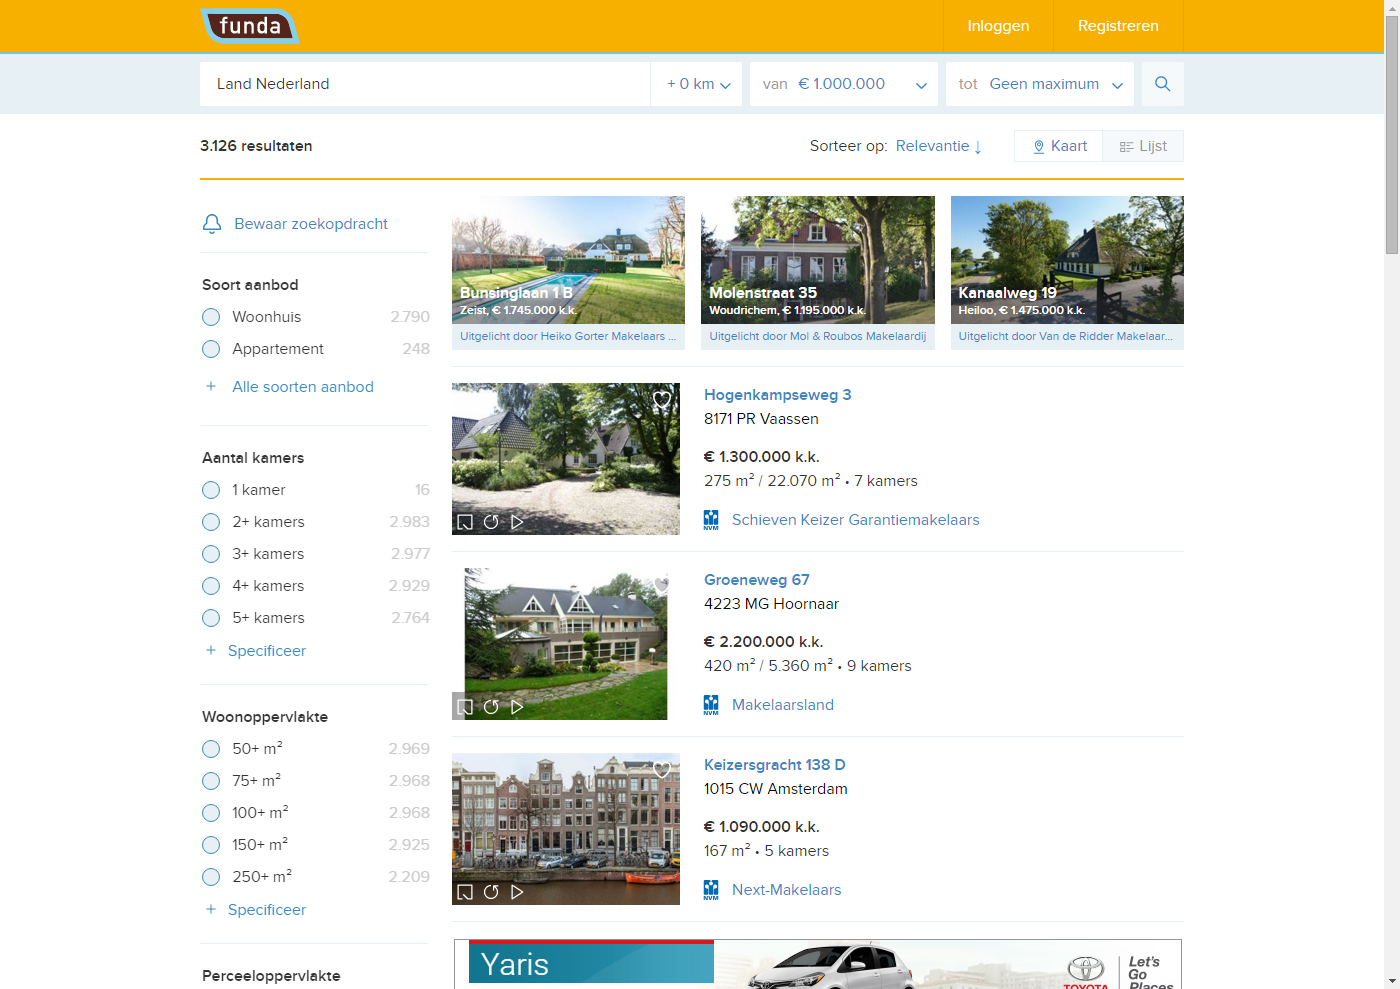 funda
Inloggen
Registreren
Land Nederland
+ 0 km
van € 1.000.000
tot Geen maximum
3.126 resultaten
Sorteer op: Relevantie ↓
Kaart
Lijst
Bewaar zoekopdracht
Soort aanbod
Woonhuis 2.790
Appartement 248
+ Alle soorten aanbod
Aantal kamers
1 kamer 16
2+ kamers 2.983
3+ kamers 2.977
4+ kamers 2.929
5+ kamers 2.764
+ Specificeer
Woonoppervlakte
50+ m² 2.969
75+ m² 2.968
100+ m² 2.968
150+ m² 2.925
250+ m² 2.209
+ Specificeer
Perceeloppervlakte
Bunsinglaan 1 B
Zeist, € 1.745.000 k.k.
Uitgelicht door Heiko Gorter Makelaars ...
Molenstraat 35
Woudrichem, € 1.195.000 k.k.
Uitgelicht door Mol & Roubos Makelaardij
Kanaalweg 19
Heiloo, € 1.475.000 k.k.
Uitgelicht door Van de Ridder Makelaar...
Hogenkampseweg 3
8171 PR Vaassen
€ 1.300.000 k.k.
275 m² / 22.070 m² • 7 kamers
NVM Schieven Keizer Garantiemakelaars
Groeneweg 67
4223 MG Hoornaar
€ 2.200.000 k.k.
420 m² / 5.360 m² • 9 kamers
NVM Makelaarsland
Keizersgracht 138 D
1015 CW Amsterdam
€ 1.090.000 k.k.
167 m² • 5 kamers
NVM Next-Makelaars
Yaris
TOYOTA
Let's
Go
Places